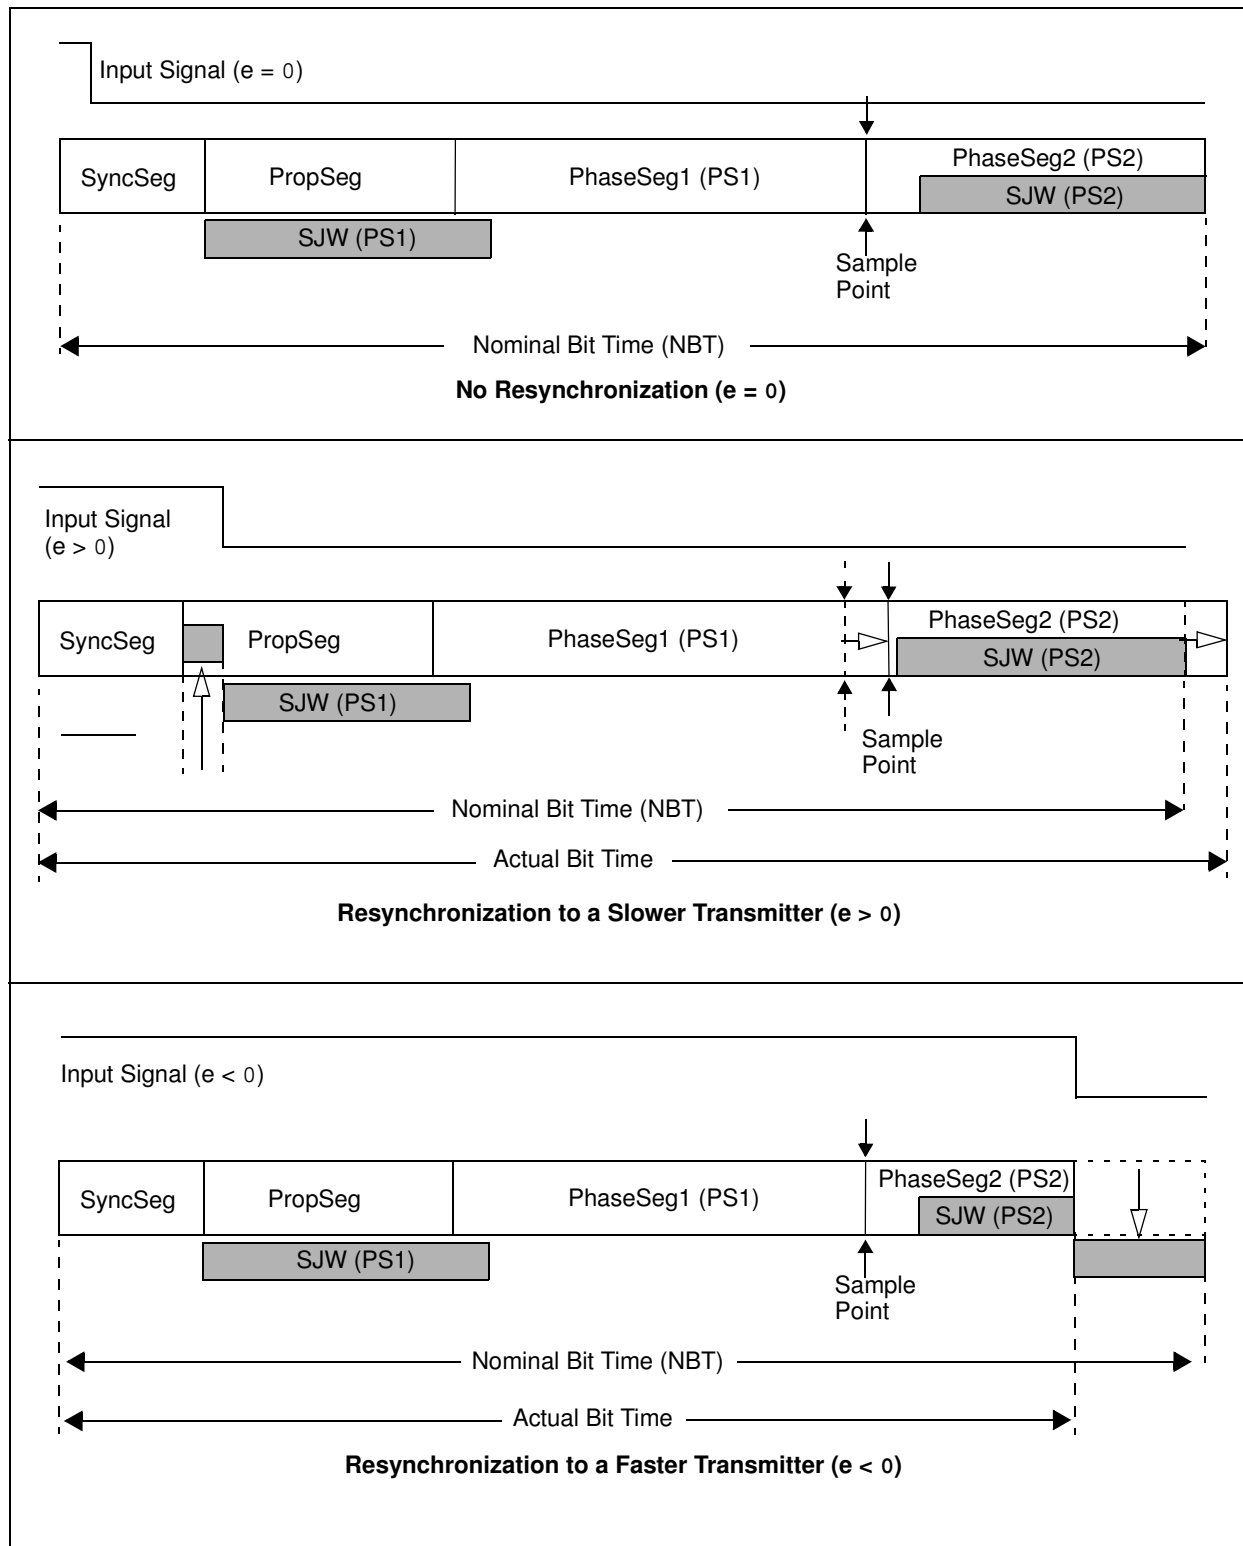 Input Signal (e = 0)
SyncSeg
PropSeg
PhaseSeg1 (PS1)
PhaseSeg2 (PS2)
SJW (PS2)
SJW (PS1)
Sample
Point
Nominal Bit Time (NBT)
No Resynchronization (e = 0)
Input Signal
(e > 0)
SyncSeg
PropSeg
PhaseSeg1 (PS1)
PhaseSeg2 (PS2)
SJW (PS2)
SJW (PS1)
Sample
Point
Nominal Bit Time (NBT)
Actual Bit Time
Resynchronization to a Slower Transmitter (e > 0)
Input Signal (e < 0)
SyncSeg
PropSeg
PhaseSeg1 (PS1)
PhaseSeg2 (PS2)
SJW (PS2)
SJW (PS1)
Sample
Point
Nominal Bit Time (NBT)
Actual Bit Time
Resynchronization to a Faster Transmitter (e < 0)